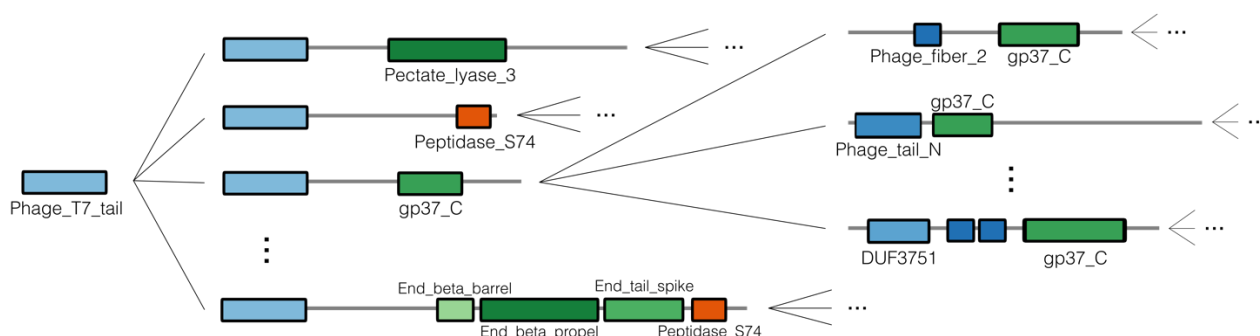 Phage_T7_tail
Pectate_lyase_3
...
Peptidase_S74
...
gp37_C
...
End_beta_barrel
End_beta_propel
End_tail_spike
Peptidase_S74
...
Phage_fiber_2
gp37_C
...
gp37_C
Phage_tail_N
...
...
DUF3751
gp37_C
...